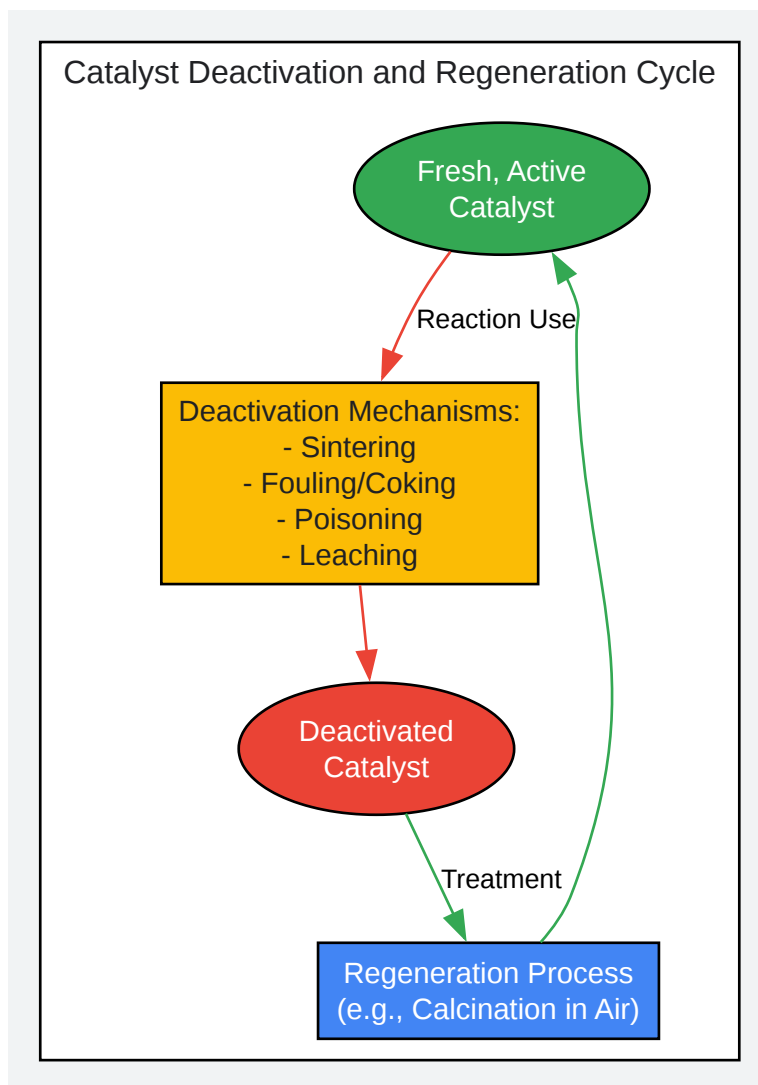 Catalyst Deactivation and Regeneration Cycle
Fresh, Active
Catalyst
Reaction Use
Deactivation Mechanisms:
- Sintering
- Fouling/Coking
- Poisoning
- Leaching
Deactivated
Catalyst
Treatment
Regeneration Process
(e.g., Calcination in Air)